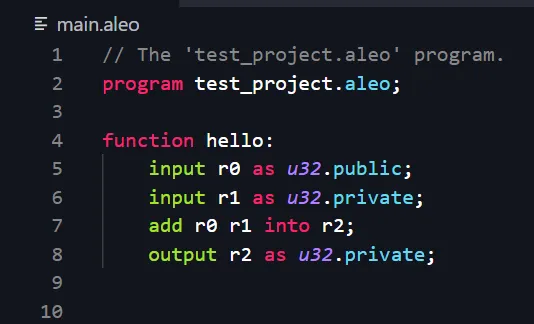 main.aleo
1 // The 'test_project.aleo' program.
2 program test_project.aleo;
3
4 function hello:
5 input r0 as u32.public;
6 input r1 as u32.private;
7 add r0 r1 into r2;
8 output r2 as u32.private;
9
10